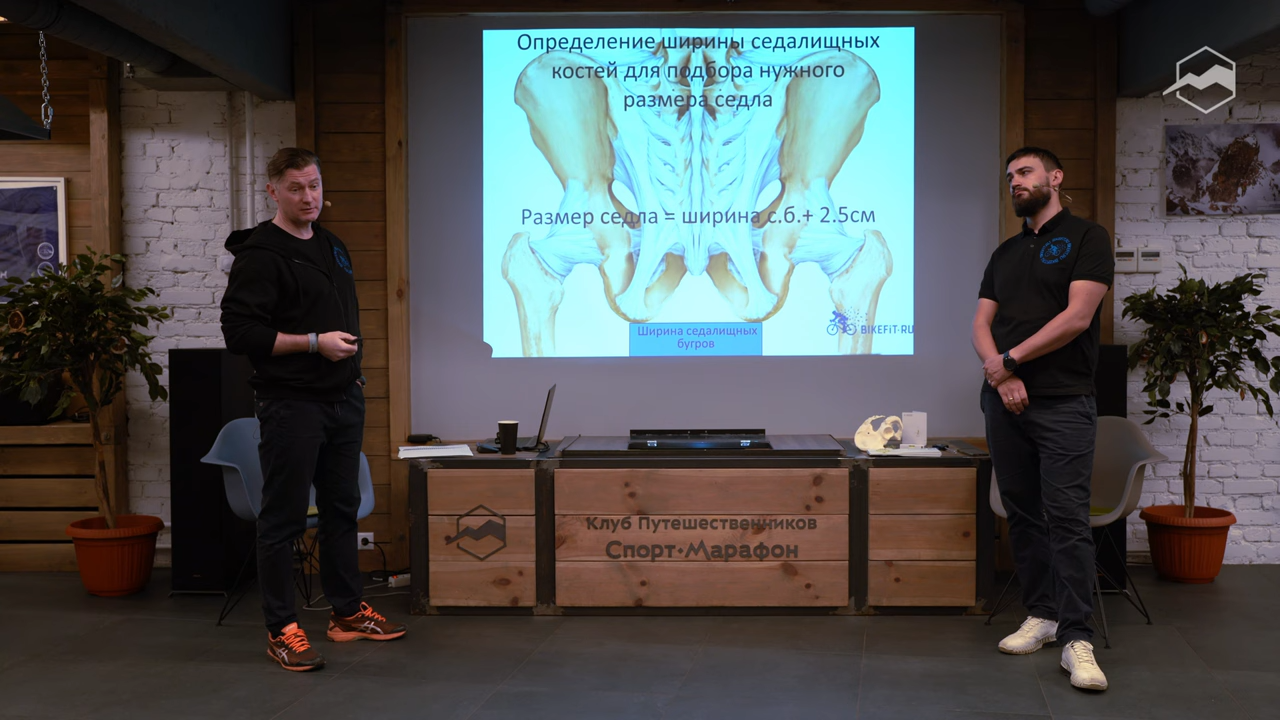 Определение ширины седалищных
костей для подбора нужного
размера седла
Размер седла = ширина с.б.+ 2.5см
Ширина седалищных
бугров
BIKEFIT·RU
Клуб Путешественников
Спорт·Марафон